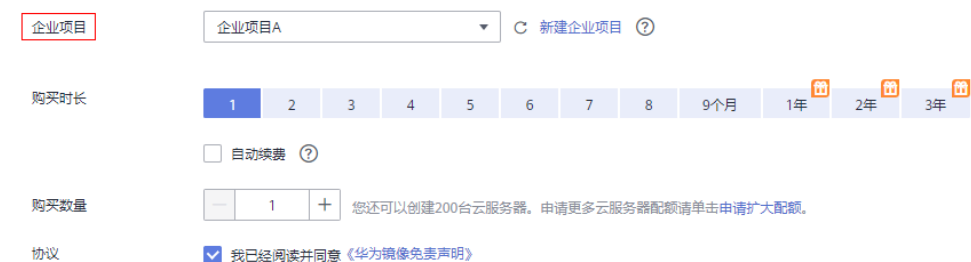 企业项目 企业项目A 新建企业项目
购买时长 1 2 3 4 5 6 7 8 9个月 1年 2年 3年
自动续费
购买数量 1 您还可以创建200台云服务器。申请更多云服务器配额请单击申请扩大配额。
协议 我已经阅读并同意《华为镜像免责声明》